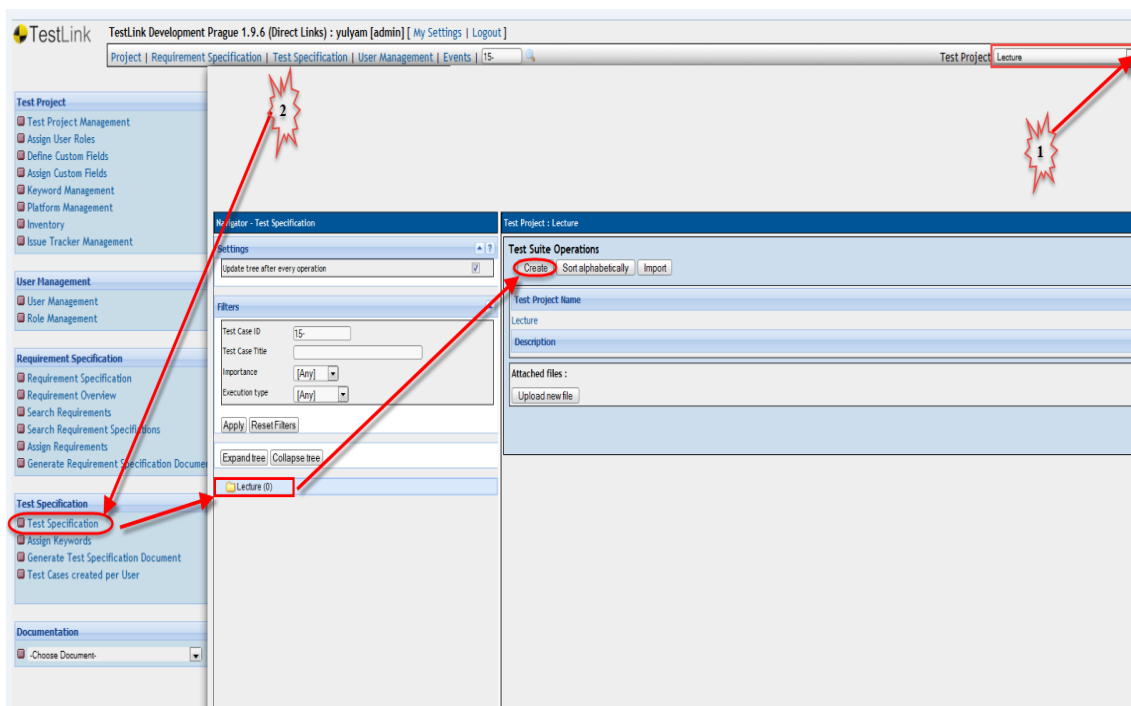 TestLink
TestLink Development Prague 1.9.6 (Direct Links) : yulyam [admin] [ My Settings | Logout ]
Project | Requirement Specification | Test Specification | User Management | Events | 15-
Test Project Lecture
2
1
Test Project
Test Project Management
Assign User Roles
Define Custom Fields
Assign Custom Fields
Keyword Management
Platform Management
Inventory
Issue Tracker Management
User Management
User Management
Role Management
Requirement Specification
Requirement Specification
Requirement Overview
Search Requirements
Search Requirement Specifications
Assign Requirements
Generate Requirement Specification Docume
Test Specification
Test Specification
Assign Keywords
Generate Test Specification Document
Test Cases created per User
Documentation
-Choose Document-
Navigator - Test Specification
Settings
?
Update tree after every operation
Filters
Test Case ID 15-
Test Case Title
Importance [Any]
Execution type [Any]
Apply Reset Filters
Expand tree Collapse tree
Lecture (0)
Test Project : Lecture
Test Suite Operations
Create Sort alphabetically Import
Test Project Name
Lecture
Description
Attached files :
Upload new file